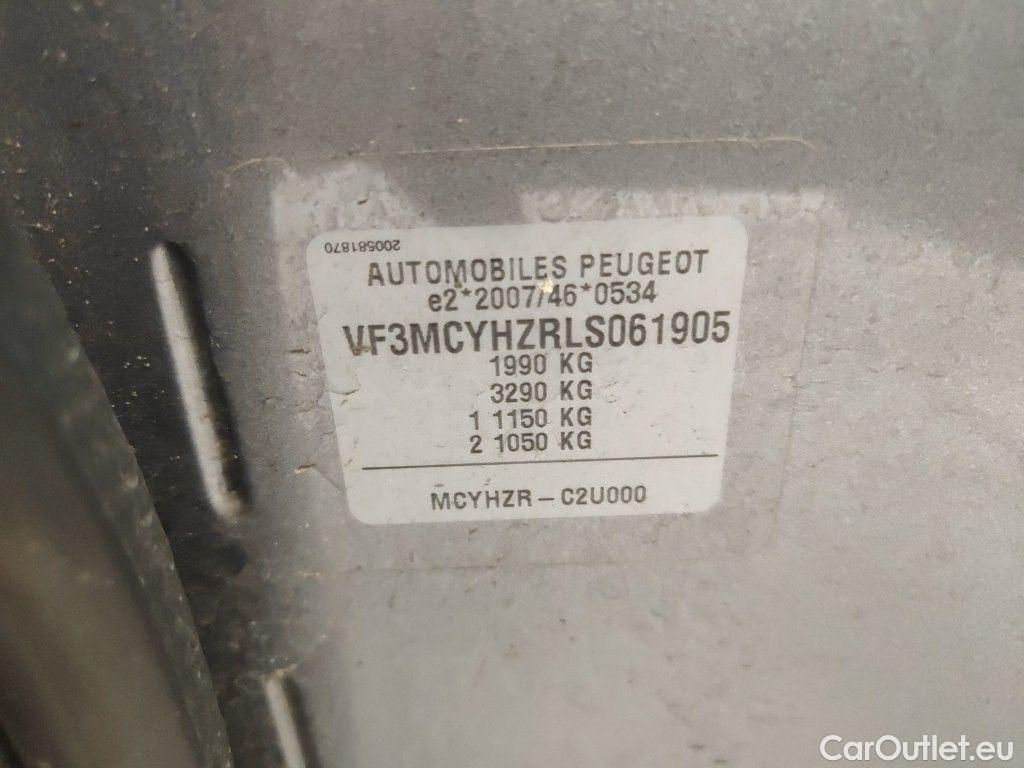 200581870
AUTOMOBILES PEUGEOT
e2*2007/46*0534
VF3MCYHZRLS061905
1990 KG
3290 KG
1 1150 KG
2 1050 KG
MCYHZR – C2U000
CarOutlet.eu